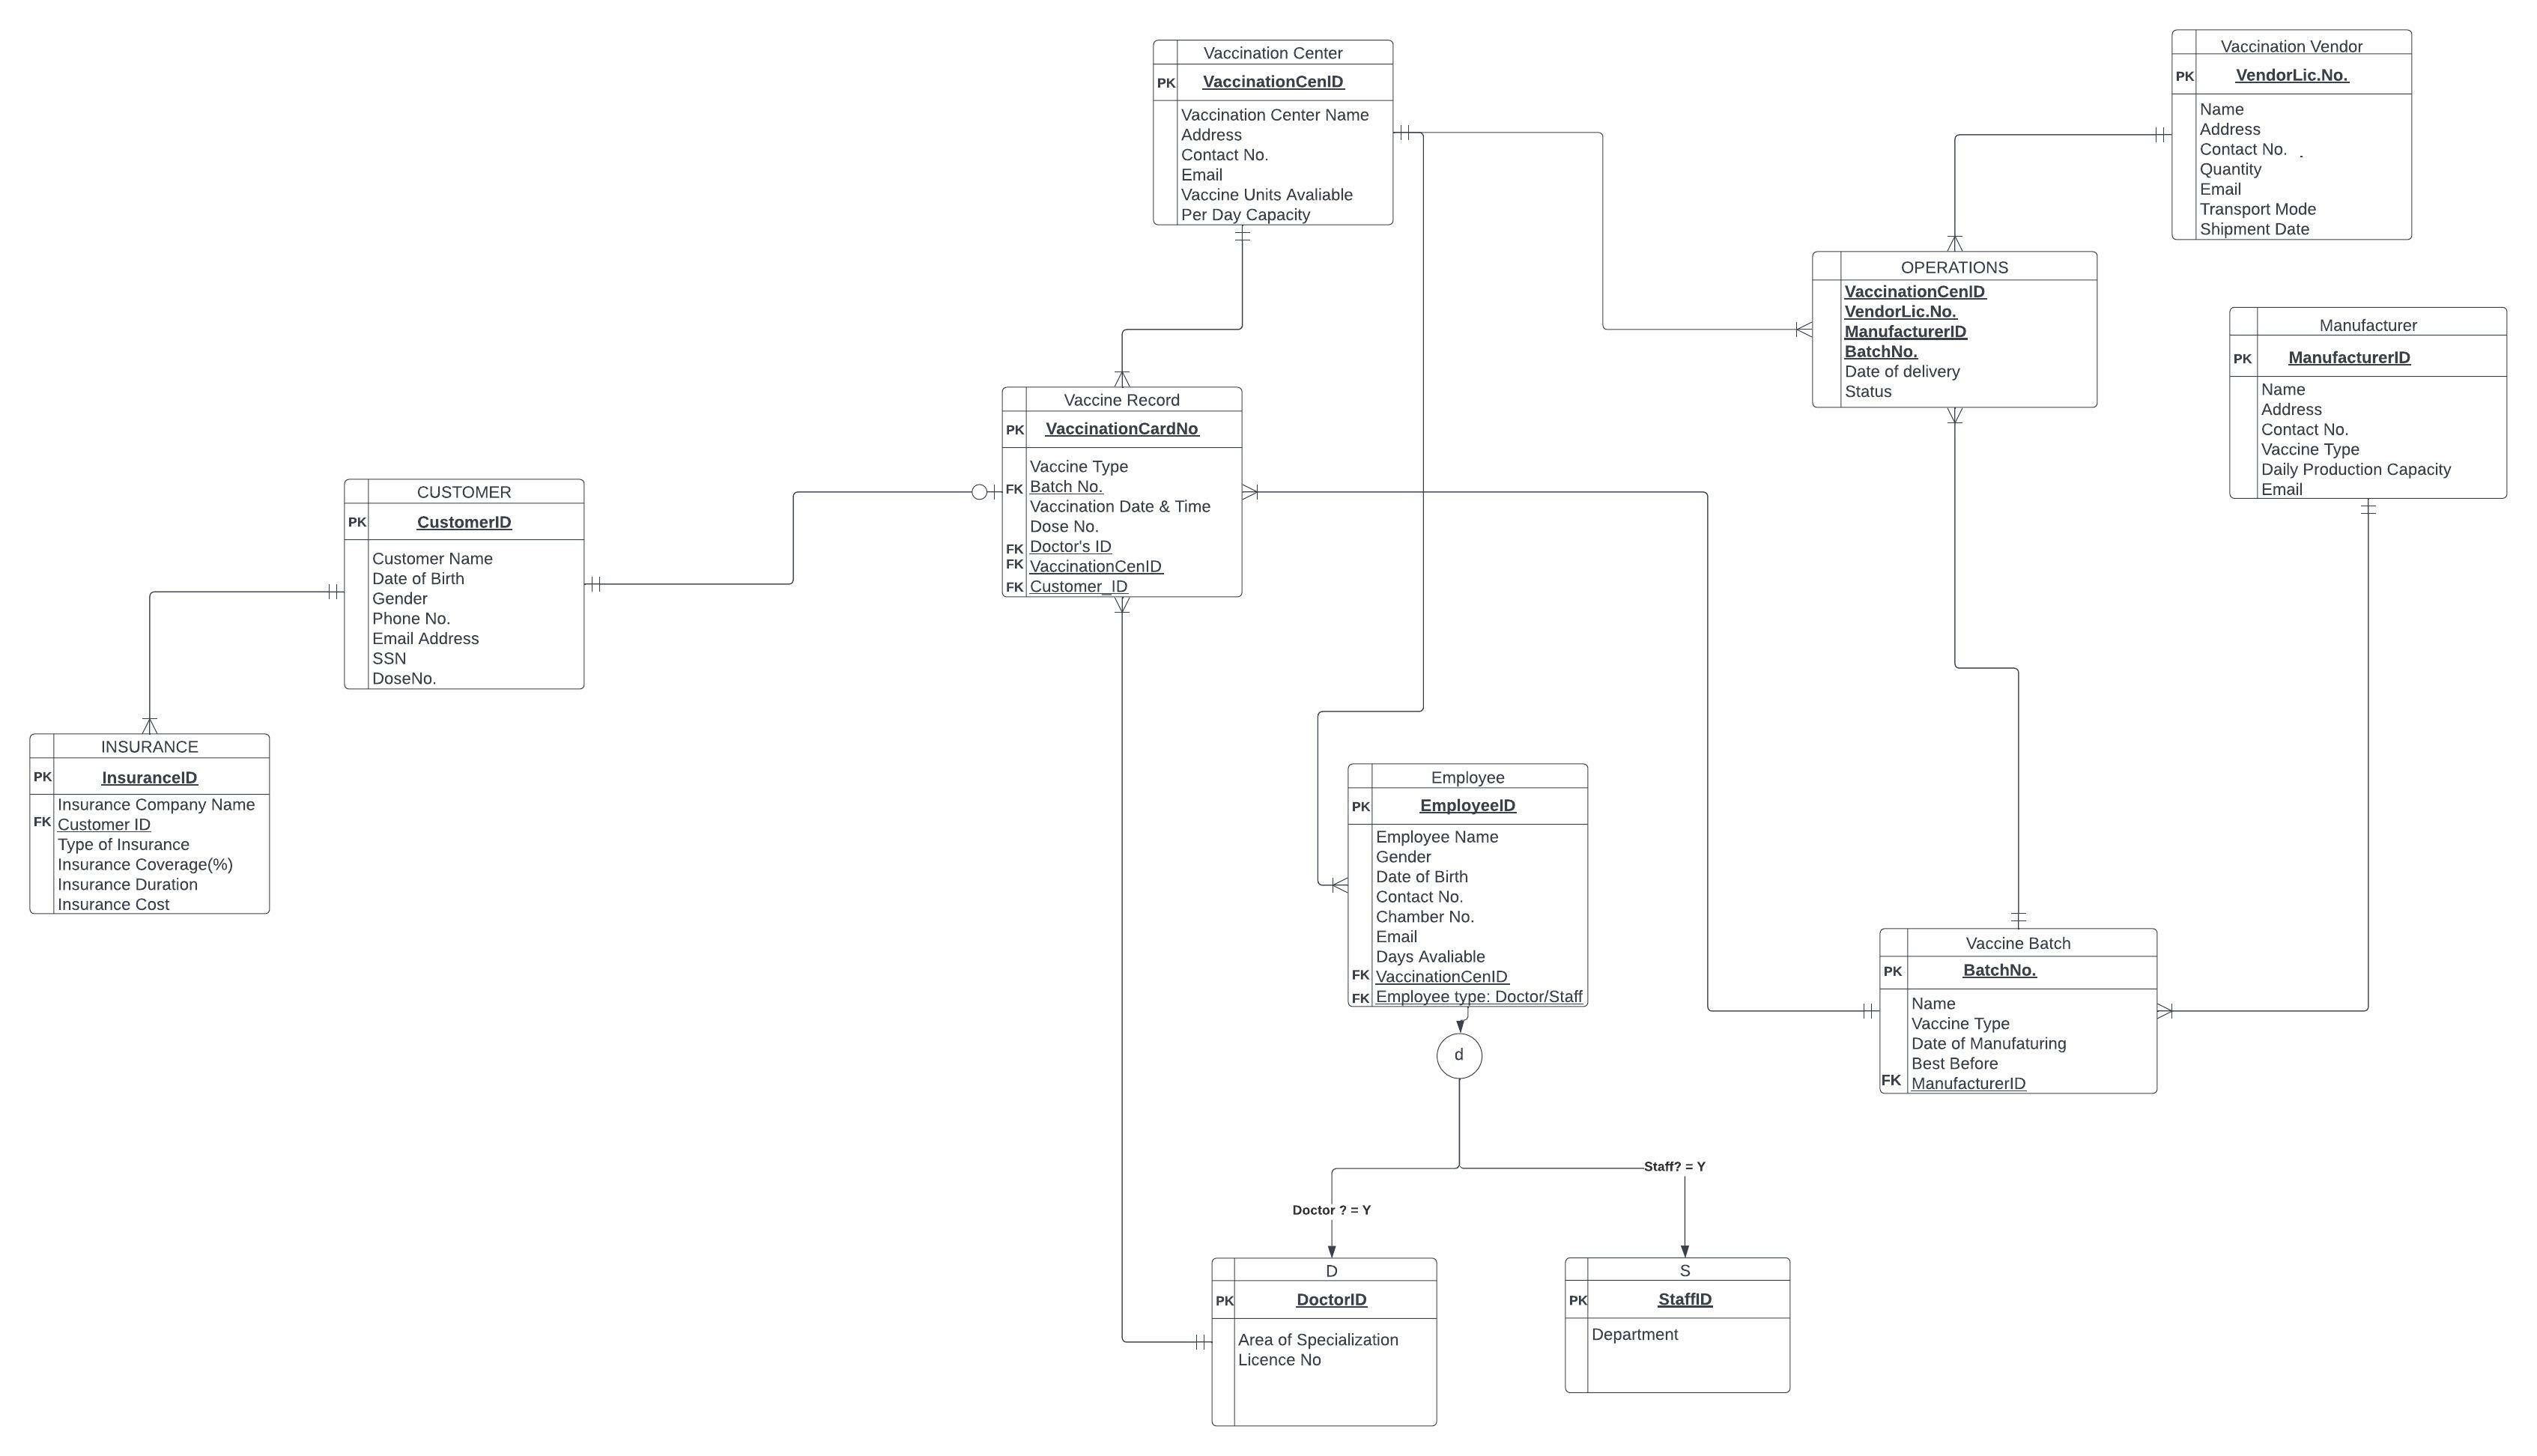 Vaccination Center
PK VaccinationCenID
Vaccination Center Name
Address
Contact No.
Email
Vaccine Units Avaliable
Per Day Capacity
Vaccination Vendor
PK VendorLic.No.
Name
Address
Contact No. .
Quantity
Email
Transport Mode
Shipment Date
OPERATIONS
VaccinationCenID
VendorLic.No.
ManufacturerID
BatchNo.
Date of delivery
Status
Manufacturer
PK ManufacturerID
Name
Address
Contact No.
Vaccine Type
Daily Production Capacity
Email
Vaccine Record
PK VaccinationCardNo
Vaccine Type
FK Batch No.
Vaccination Date & Time
Dose No.
FK Doctor's ID
FK VaccinationCenID
FK Customer_ID
CUSTOMER
PK CustomerID
Customer Name
Date of Birth
Gender
Phone No.
Email Address
SSN
DoseNo.
INSURANCE
PK InsuranceID
Insurance Company Name
FK Customer ID
Type of Insurance
Insurance Coverage(%)
Insurance Duration
Insurance Cost
Employee
PK EmployeeID
Employee Name
Gender
Date of Birth
Contact No.
Chamber No.
Email
Days Avaliable
FK VaccinationCenID
FK Employee type: Doctor/Staff
d
Vaccine Batch
PK BatchNo.
Name
Vaccine Type
Date of Manufaturing
Best Before
FK ManufacturerID
Staff? = Y
Doctor ? = Y
D
PK DoctorID
Area of Specialization
Licence No
S
PK StaffID
Department